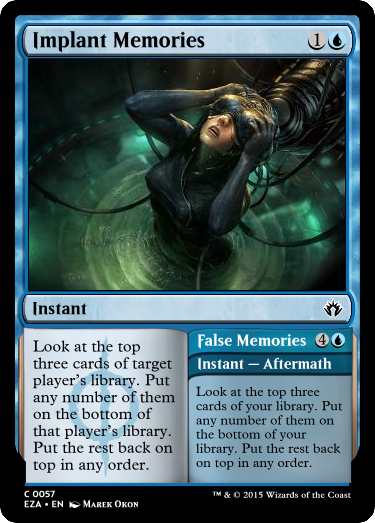 Implant Memories 1
Instant
Look at the top
three cards of target
player's library. Put
any number of them
on the bottom of
that player's library.
Put the rest back on
top in any order.
False Memories 4
Instant — Aftermath
Look at the top three
cards of your library. Put
any number of them on
the bottom of your
library. Put the rest back
on top in any order.
C 0057
EZA • EN Marek Okon
™ & © 2015 Wizards of the Coast